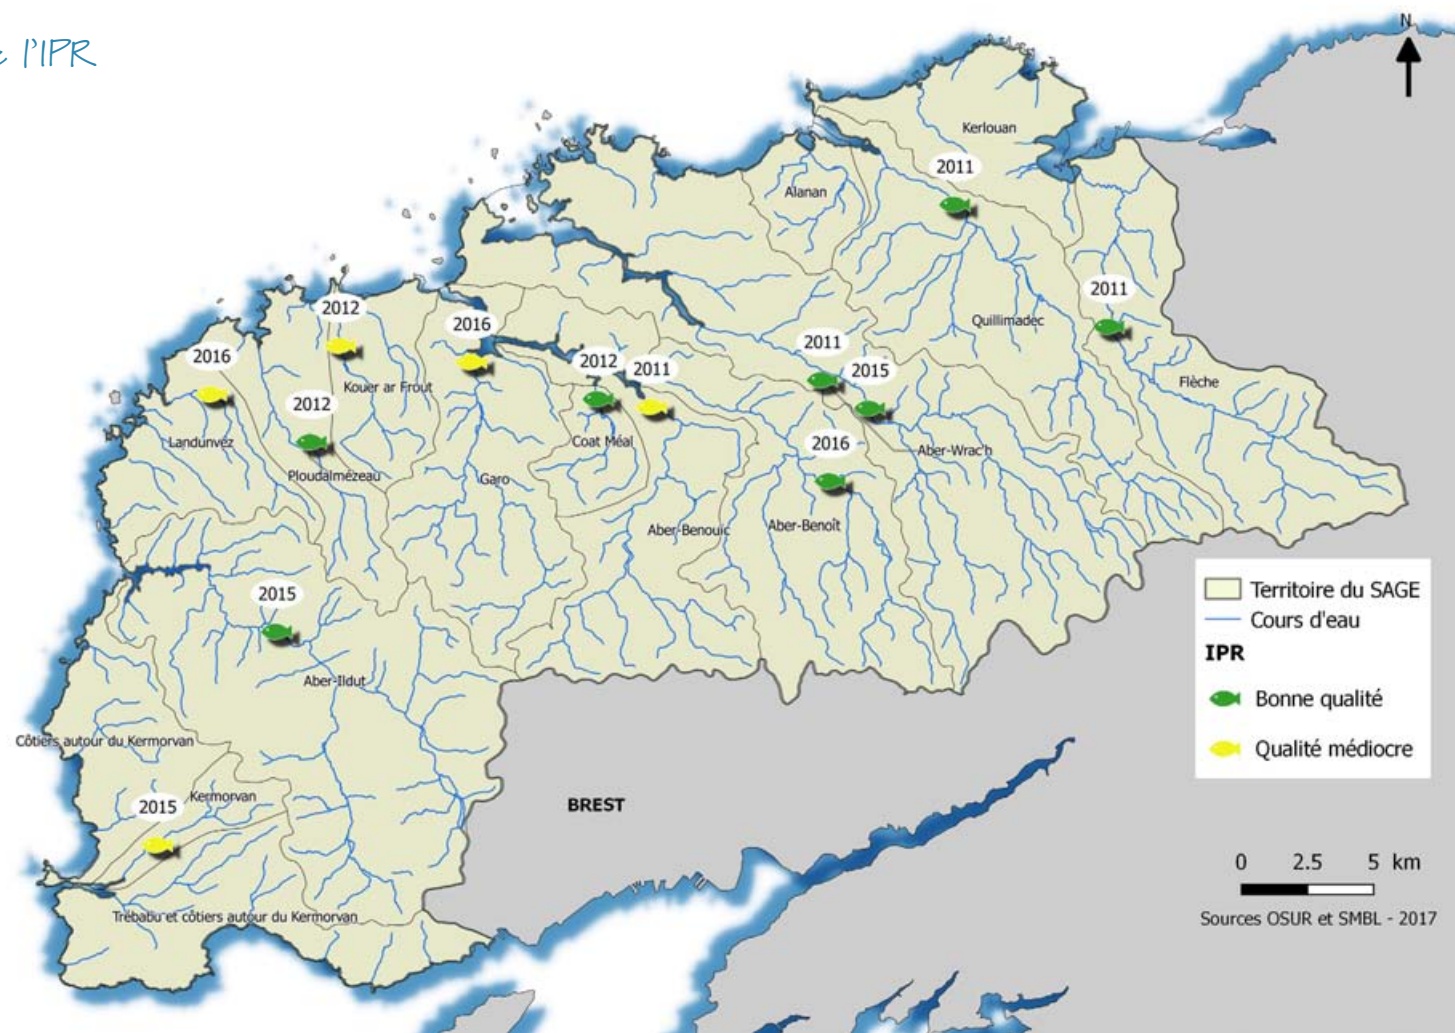 l'IPR
N
Kerlouan
2011
Alanan
2011
2012
Quillimadec
2016
2011
2016
2012
2011
2015
Flèche
Kouer ar Frout
2012
Landunvez
Coat Méal
2016
Aber-Wrac'h
Ploudalmézeau
Garo
Aber-Benouic
Aber-Benoît
2015
Territoire du SAGE
Cours d'eau
IPR
Aber-Ildut
Bonne qualité
Côtiers autour du Kermorvan
Qualité médiocre
Kermorvan
2015
BREST
0 2.5 5 km
Trébabu et côtiers autour du Kermorvan
Sources OSUR et SMBL - 2017